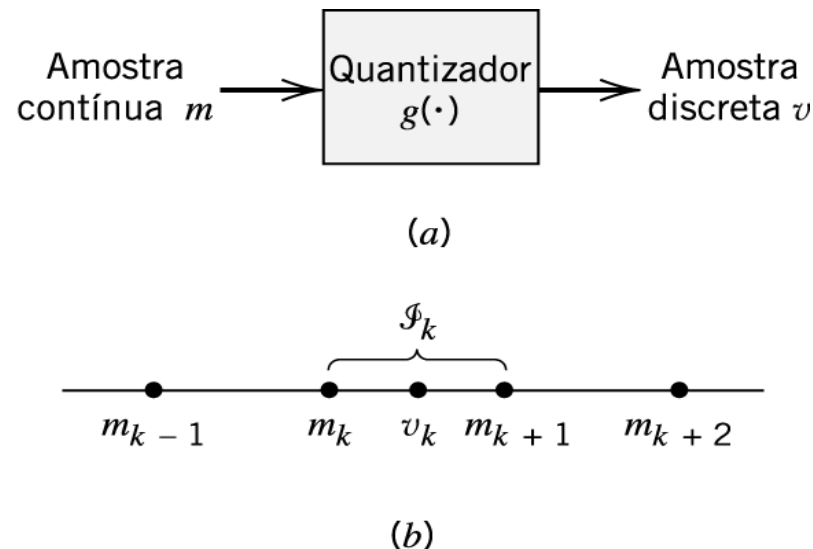 Amostra
contínua m
Quantizador
g(·)
Amostra
discreta v
(a)
𝒥k
mk − 1
mk
vk
mk + 1
mk + 2
(b)